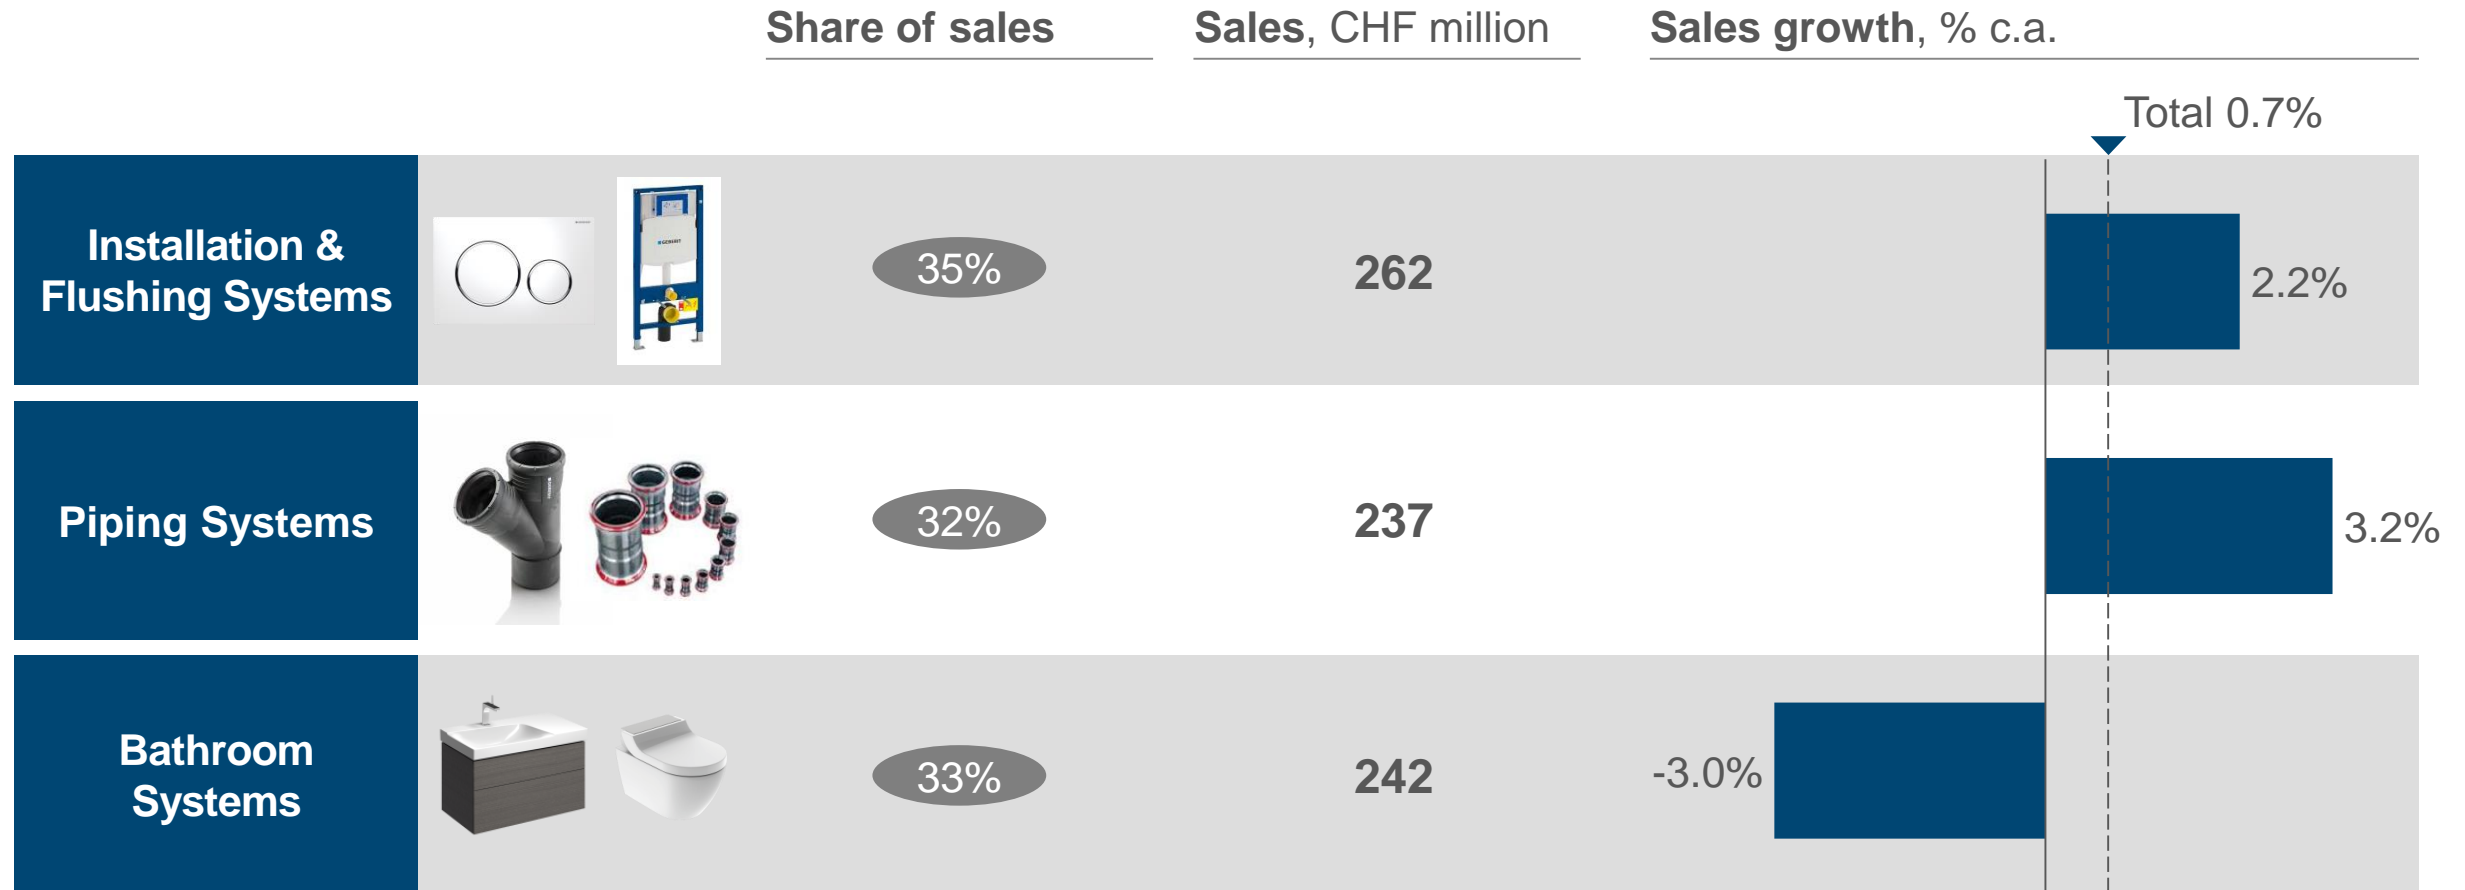 Share of sales
Sales, CHF million
Sales growth, % c.a.
Total 0.7%
Installation &
Flushing Systems
GEBERIT
35%
262
2.2%
Piping Systems
32%
237
3.2%
Bathroom
Systems
33%
242
-3.0%